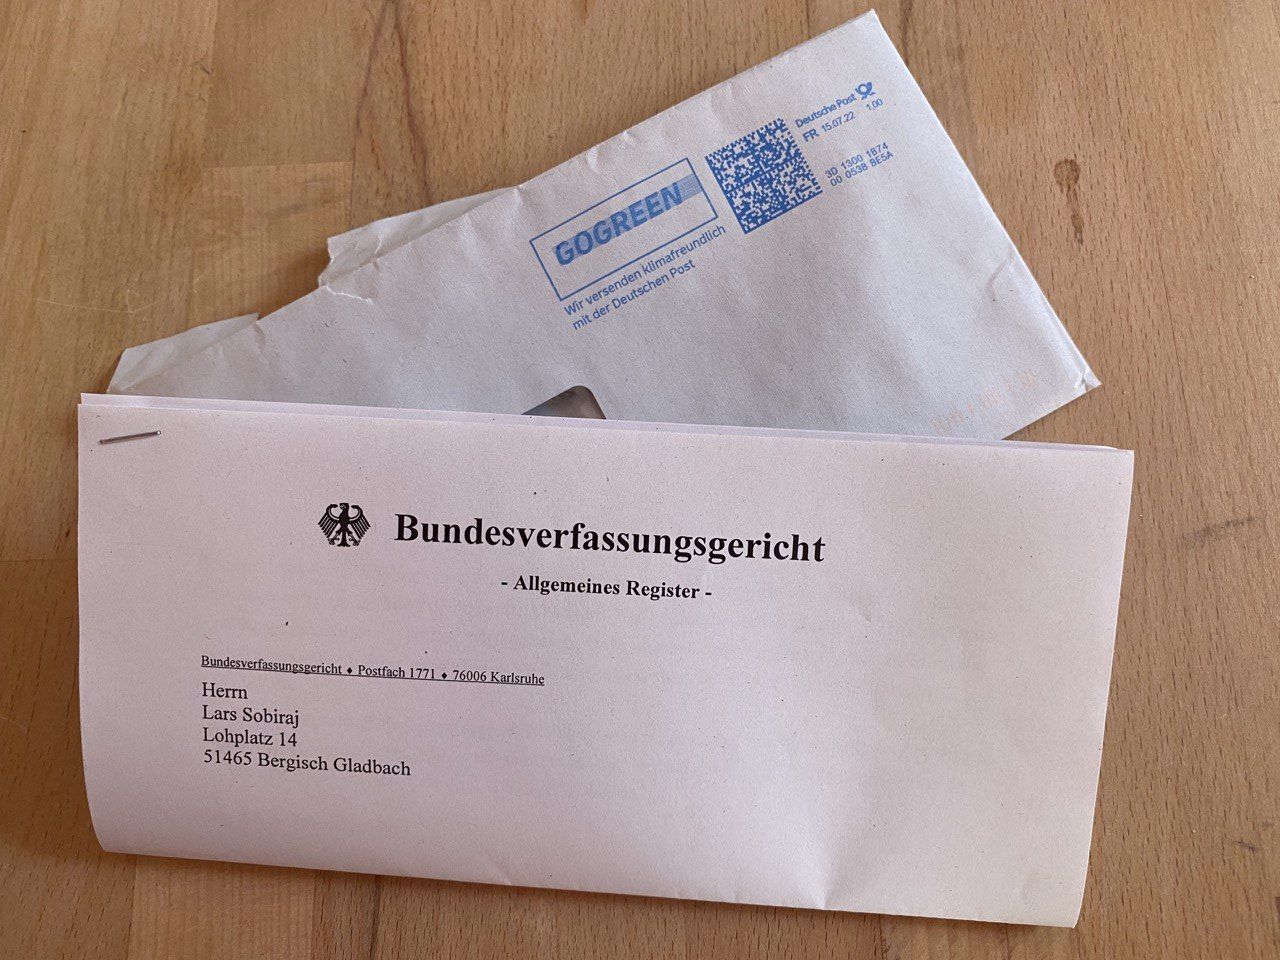 Deutsche Post
FR 15.07.22 1,00
3D 1300 1874
00 0538 BE5A
GOGREEN
Wir versenden klimafreundlich
mit der Deutschen Post
Bundesverfassungsgericht
- Allgemeines Register -
Bundesverfassungsgericht ♦ Postfach 1771 ♦ 76006 Karlsruhe
Herrn
Lars Sobiraj
Lohplatz 14
51465 Bergisch Gladbach